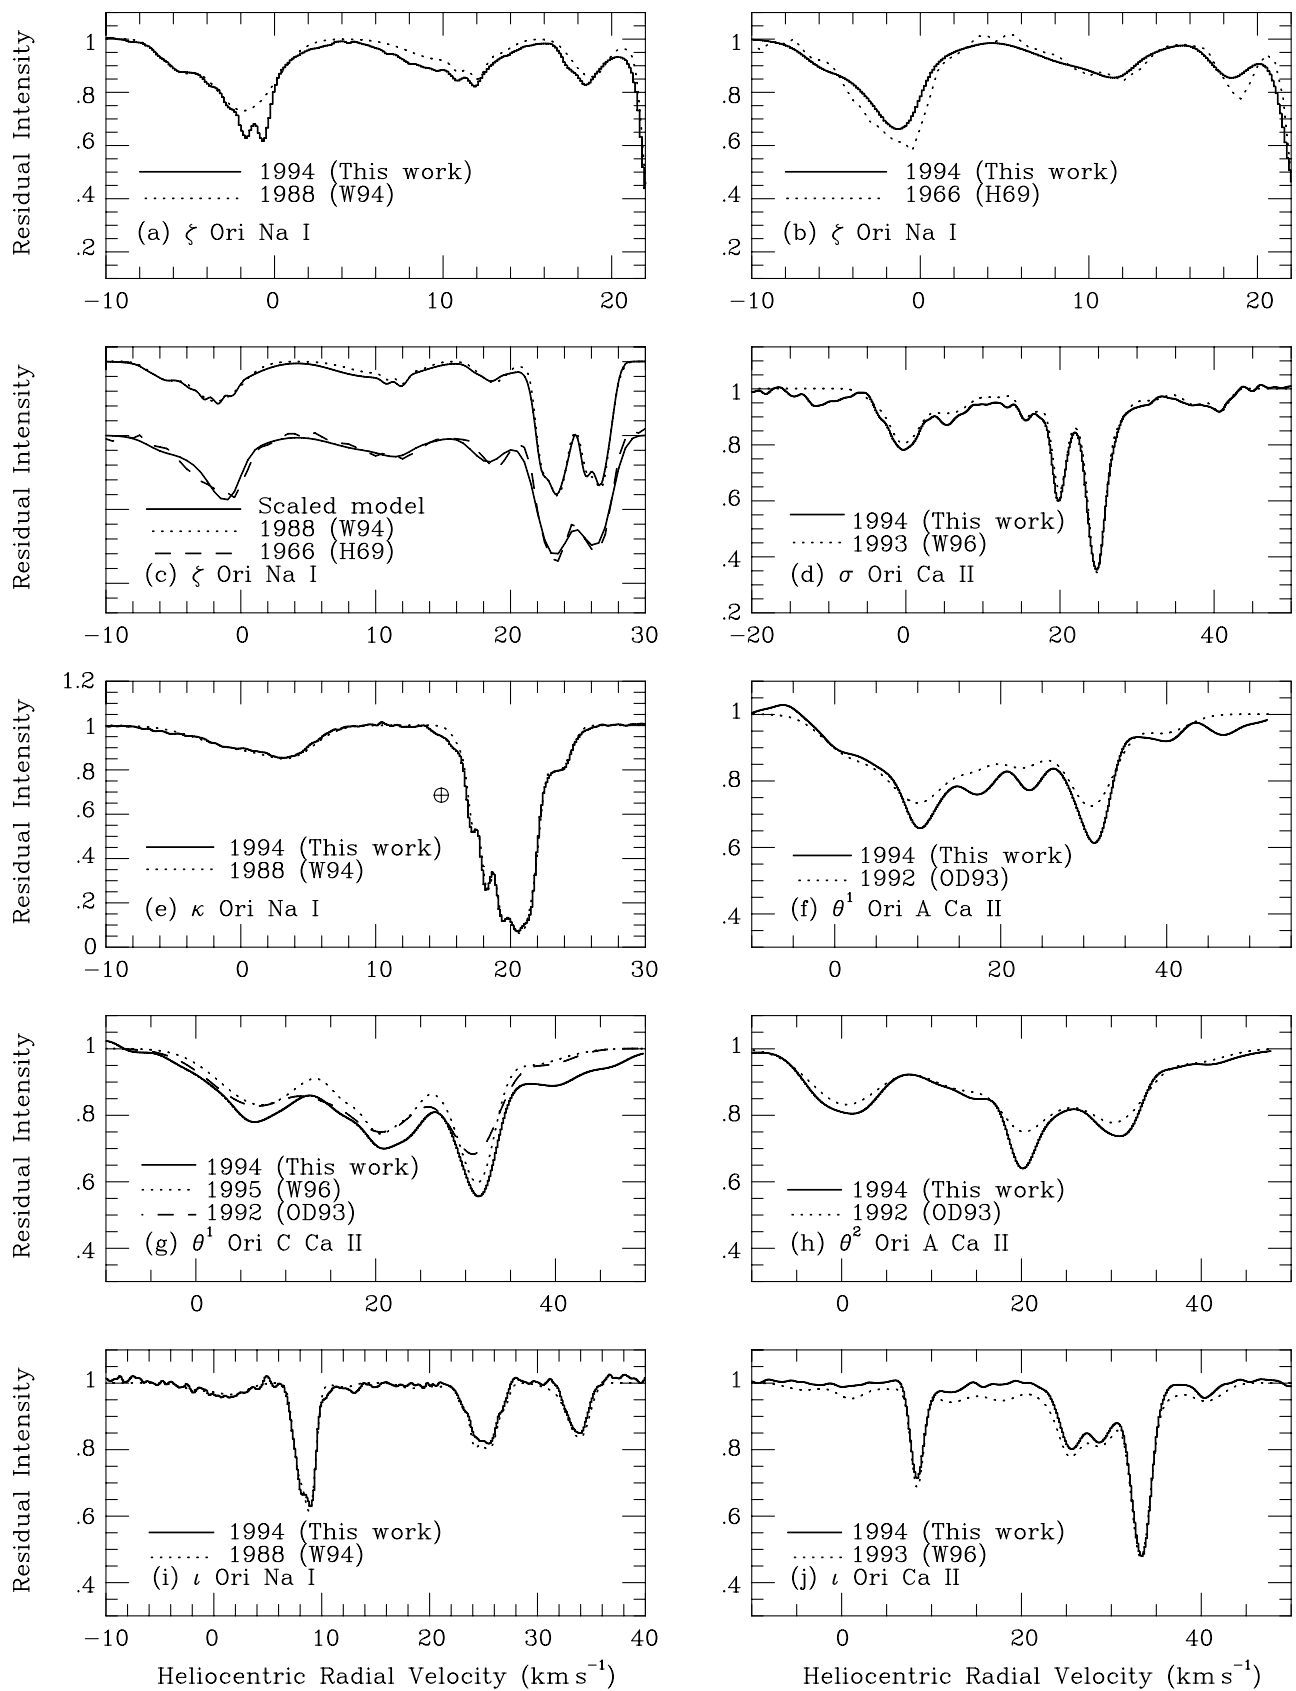 Residual Intensity
1
.8
.6
.4
.2
1994 (This work)
1988 (W94)
(a) ζ Ori Na I
−10 0 10 20
1
.8
.6
.4
.2
1994 (This work)
1966 (H69)
(b) ζ Ori Na I
−10 0 10 20
Residual Intensity
Scaled model
1988 (W94)
1966 (H69)
(c) ζ Ori Na I
−10 0 10 20 30
1
.8
.6
.4
.2
1994 (This work)
1993 (W96)
(d) σ Ori Ca II
−20 0 20 40
Residual Intensity
1.2
1
.8
.6
.4
.2
0
⊕
1994 (This work)
1988 (W94)
(e) κ Ori Na I
−10 0 10 20 30
1
.8
.6
.4
1994 (This work)
1992 (OD93)
(f) θ¹ Ori A Ca II
0 20 40
Residual Intensity
1
.8
.6
.4
1994 (This work)
1995 (W96)
1992 (OD93)
(g) θ¹ Ori C Ca II
0 20 40
1
.8
.6
.4
1994 (This work)
1992 (OD93)
(h) θ² Ori A Ca II
0 20 40
Residual Intensity
1
.8
.6
.4
1994 (This work)
1988 (W94)
(i) ι Ori Na I
−10 0 10 20 30 40
Heliocentric Radial Velocity (km s⁻¹)
1
.8
.6
.4
1994 (This work)
1993 (W96)
(j) ι Ori Ca II
0 20 40
Heliocentric Radial Velocity (km s⁻¹)